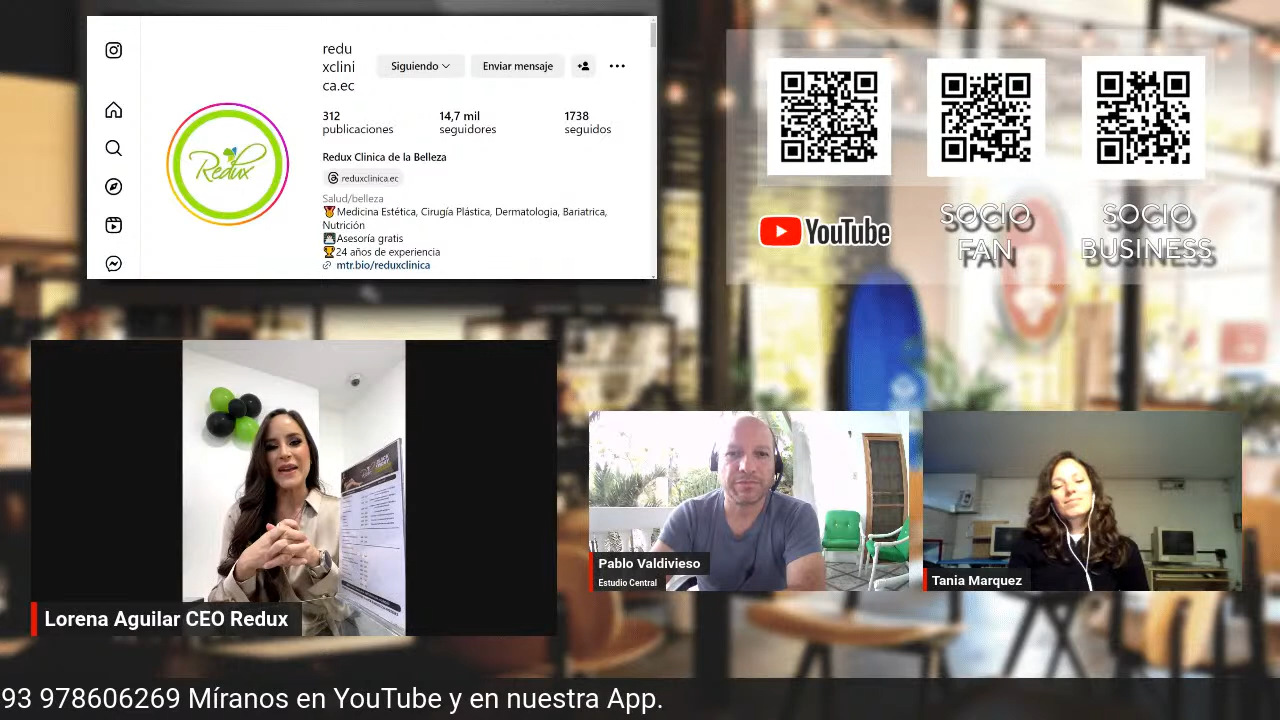 redu
xclini
ca.ec
Siguiendo
Enviar mensaje
312
publicaciones
14,7 mil
seguidores
1738
seguidos
Redux Clinica de la Belleza
reduxclinica.ec
Salud/belleza
Medicina Estética, Cirugía Plástica, Dermatología, Bariatrica,
Nutrición
Asesoría gratis
24 años de experiencia
mtr.bio/reduxclinica
Redux
YouTube
SOCIO
FAN
SOCIO
BUSINESS
Lorena Aguilar CEO Redux
Pablo Valdivieso
Estudio Central
Tania Marquez
93 978606269 Míranos en YouTube y en nuestra App.